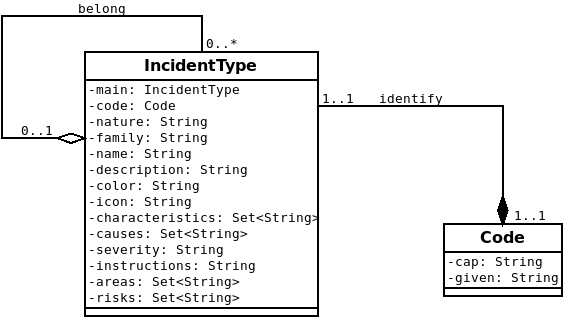 belong
0..*
IncidentType
-main: IncidentType
-code: Code
-nature: String
-family: String
-name: String
-description: String
-color: String
-icon: String
-characteristics: Set<String>
-causes: Set<String>
-severity: String
-instructions: String
-areas: Set<String>
-risks: Set<String>
0..1
1..1 identify
1..1
Code
-cap: String
-given: String